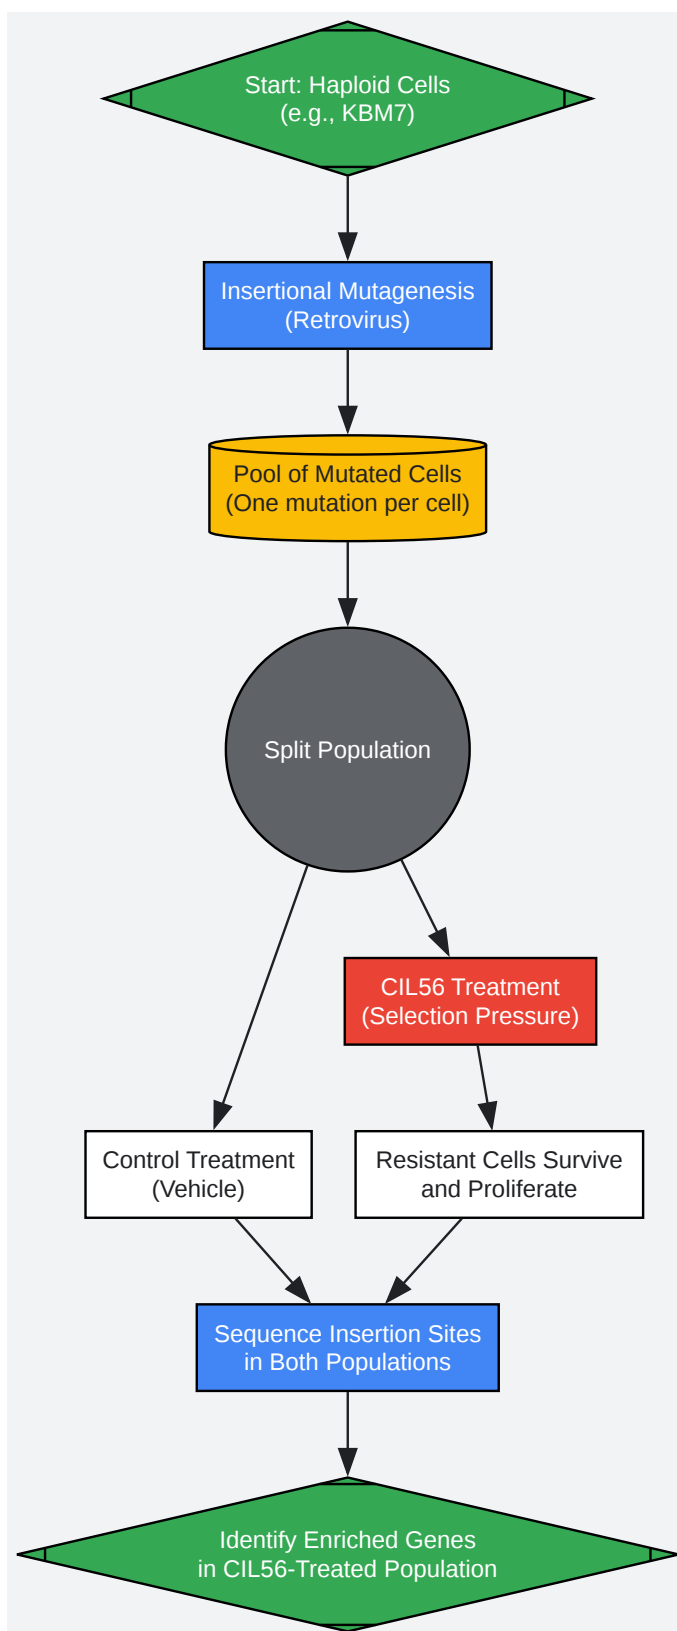 Start: Haploid Cells
(e.g., KBM7)
Insertional Mutagenesis
(Retrovirus)
Pool of Mutated Cells
(One mutation per cell)
Split Population
CIL56 Treatment
(Selection Pressure)
Control Treatment
(Vehicle)
Resistant Cells Survive
and Proliferate
Sequence Insertion Sites
in Both Populations
Identify Enriched Genes
in CIL56-Treated Population